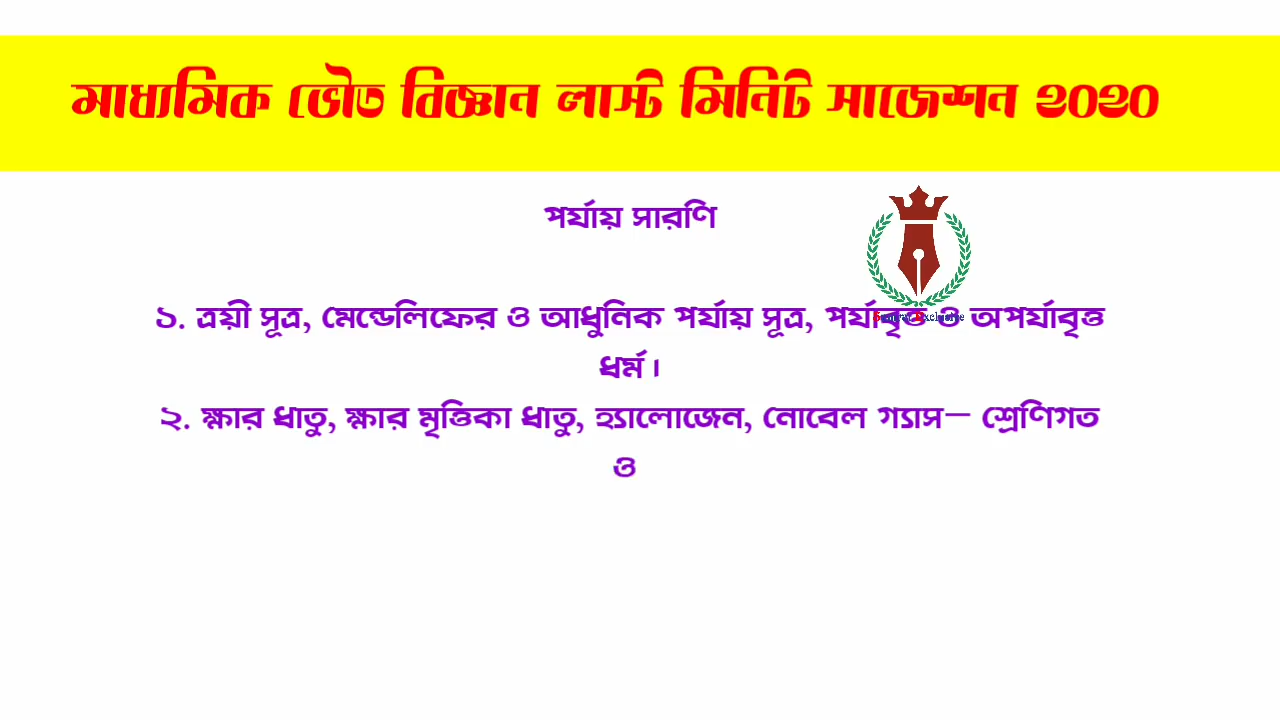 মাধ্যমিক ভৌত বিজ্ঞান লাস্ট মিনিট সাজেশন ২০২০
পর্যায় সারণি
১. ত্রয়ী সূত্র, মেন্ডেলিফের ও আধুনিক পর্যায় সূত্র, পর্যাবৃত্ত ও অপর্যাবৃত্ত
ধর্ম।
২. ক্ষার ধাতু, ক্ষার মৃত্তিকা ধাতু, হ্যালোজেন, নোবেল গ্যাস— শ্রেণিগত
ও